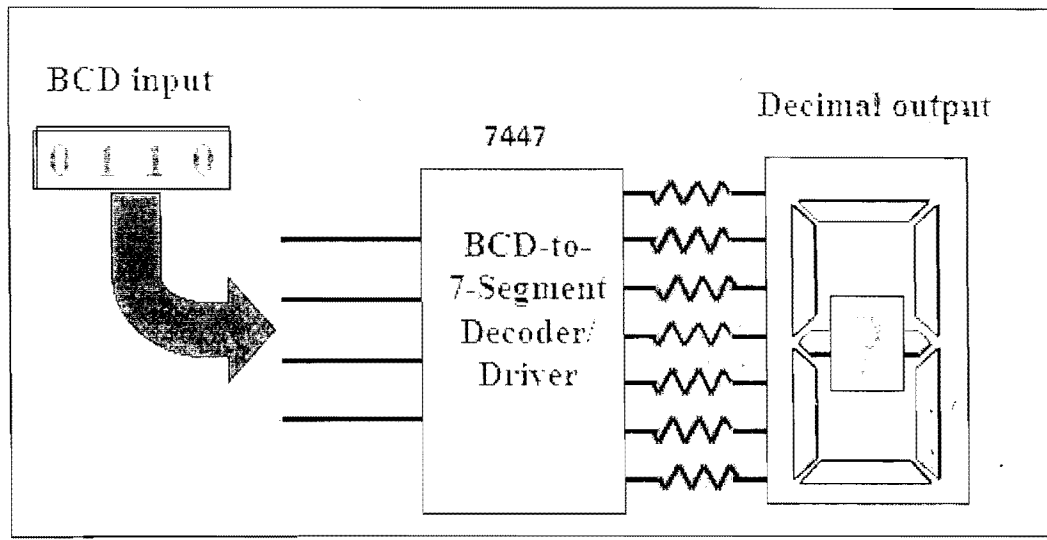 BCD input
0 1 1 0
7447
BCD-to-
7-Segment
Decoder/
Driver
Decimal output
?